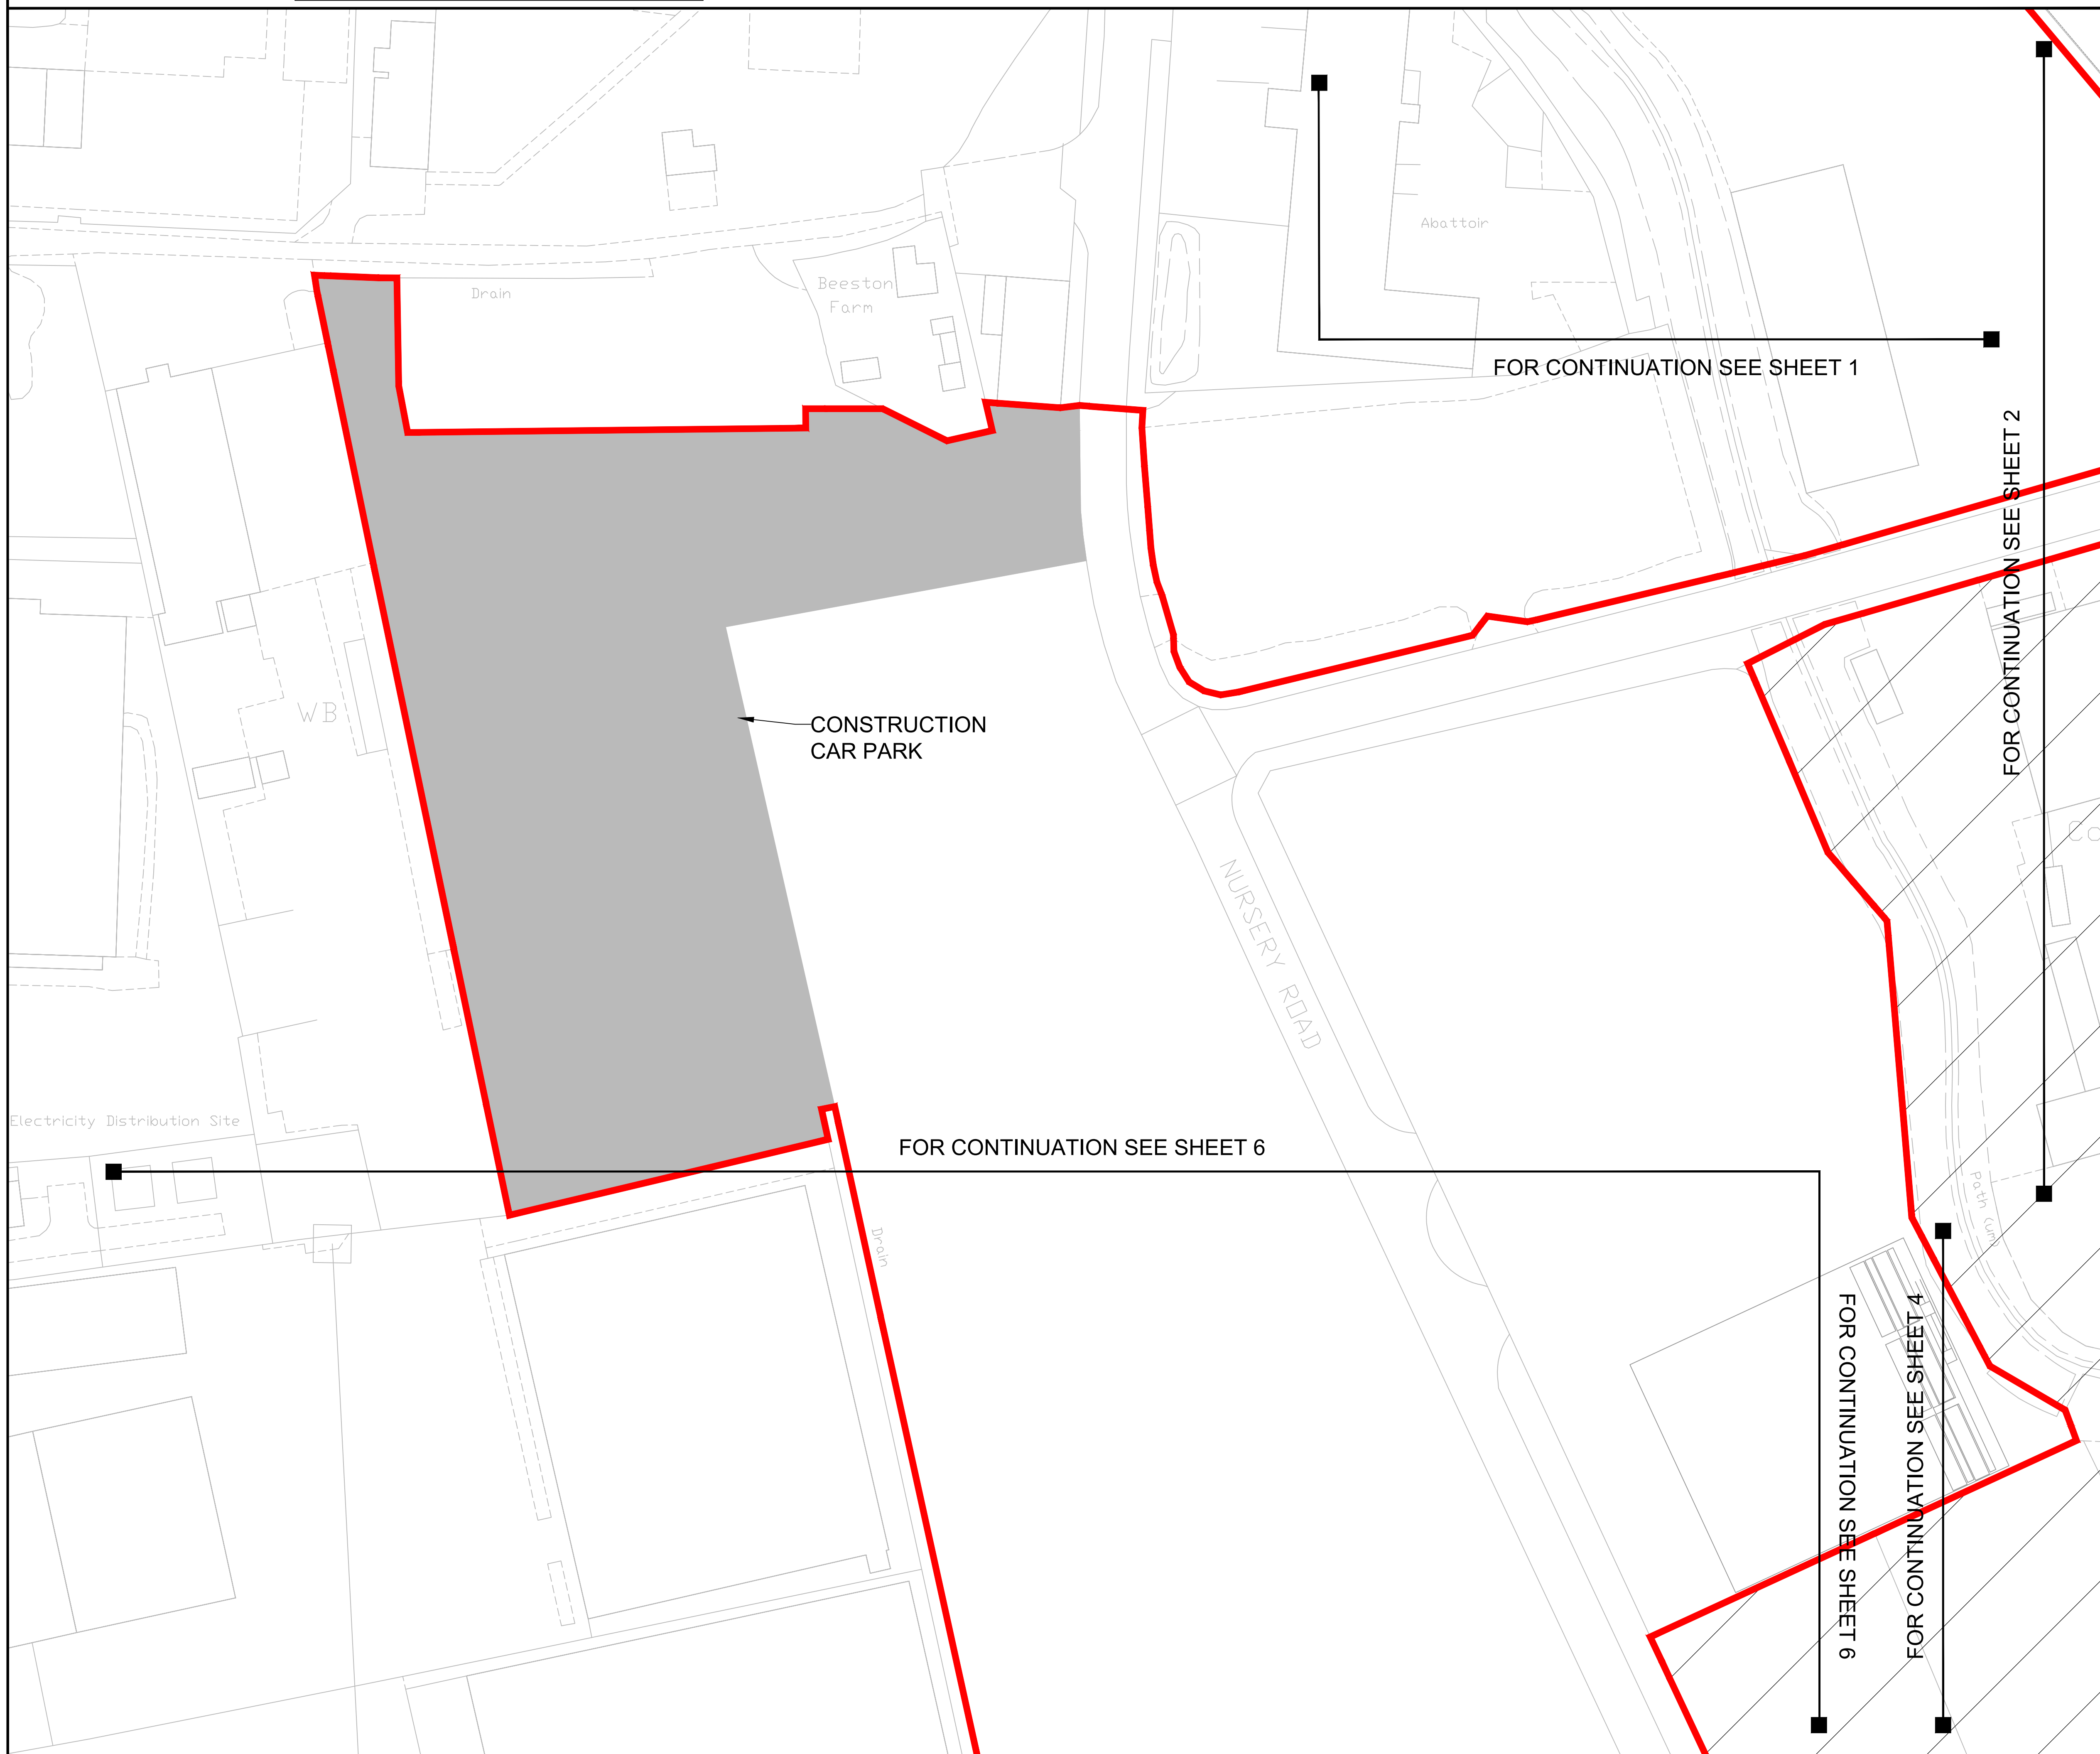 Abattoir
Beeston
Farm
Drain
FOR CONTINUATION SEE SHEET 1
FOR CONTINUATION SEE SHEET 2
WB
CONSTRUCTION
CAR PARK
NURSERY ROAD
Electricity Distribution Site
FOR CONTINUATION SEE SHEET 6
Path (um)
Drain
FOR CONTINUATION SEE SHEET 6
FOR CONTINUATION SEE SHEET 4